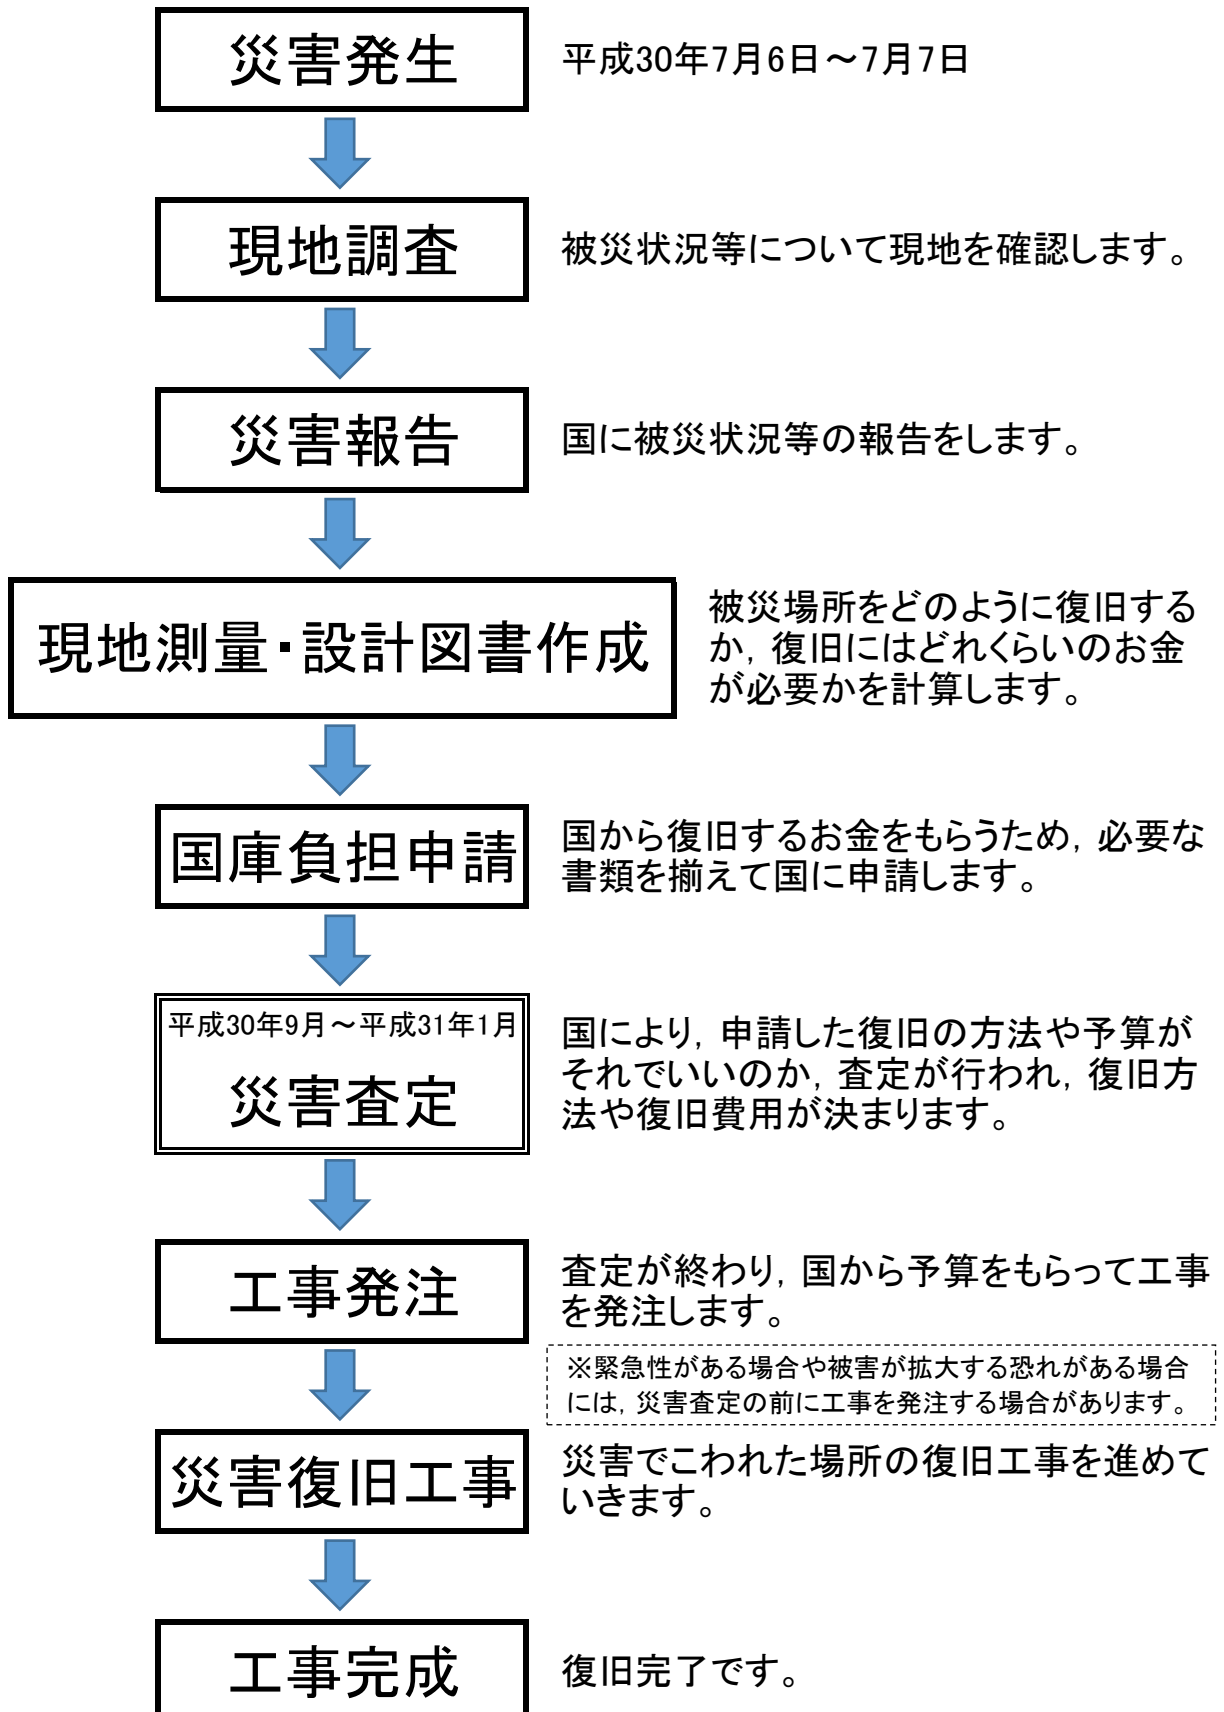 災害発生
平成30年7月6日～7月7日
現地調査
被災状況等について現地を確認します。
災害報告
国に被災状況等の報告をします。
現地測量・設計図書作成
被災場所をどのように復旧する
か, 復旧にはどれくらいのお金
が必要かを計算します。
国庫負担申請
国から復旧するお金をもらうため, 必要な
書類を揃えて国に申請します。
平成30年9月～平成31年1月
災害査定
国により, 申請した復旧の方法や予算が
それでいいのか, 査定が行われ, 復旧方
法や復旧費用が決まります。
工事発注
査定が終わり, 国から予算をもらって工事
を発注します。
※緊急性がある場合や被害が拡大する恐れがある場合
には, 災害査定の前に工事を発注する場合があります。
災害復旧工事
災害でこわれた場所の復旧工事を進めて
いきます。
工事完成
復旧完了です。